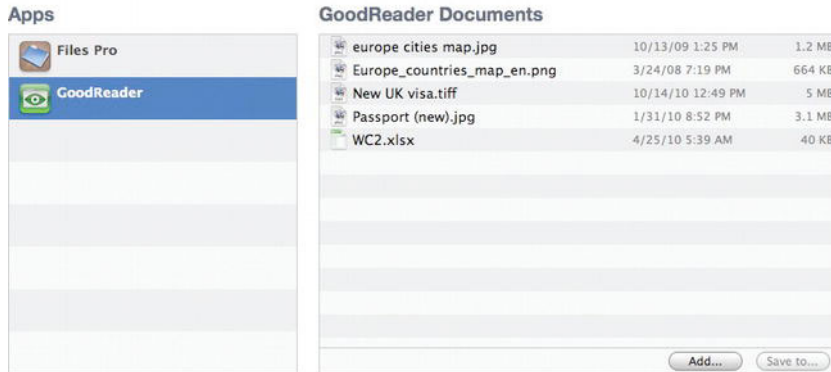 Apps
Files Pro
GoodReader
GoodReader Documents
europe cities map.jpg 10/13/09 1:25 PM 1.2 MB
Europe_countries_map_en.png 3/24/08 7:19 PM 664 KB
New UK visa.tiff 10/14/10 12:49 PM 5 MB
Passport (new).jpg 1/31/10 8:52 PM 3.1 MB
WC2.xlsx 4/25/10 5:39 AM 40 KB
Add... Save to...